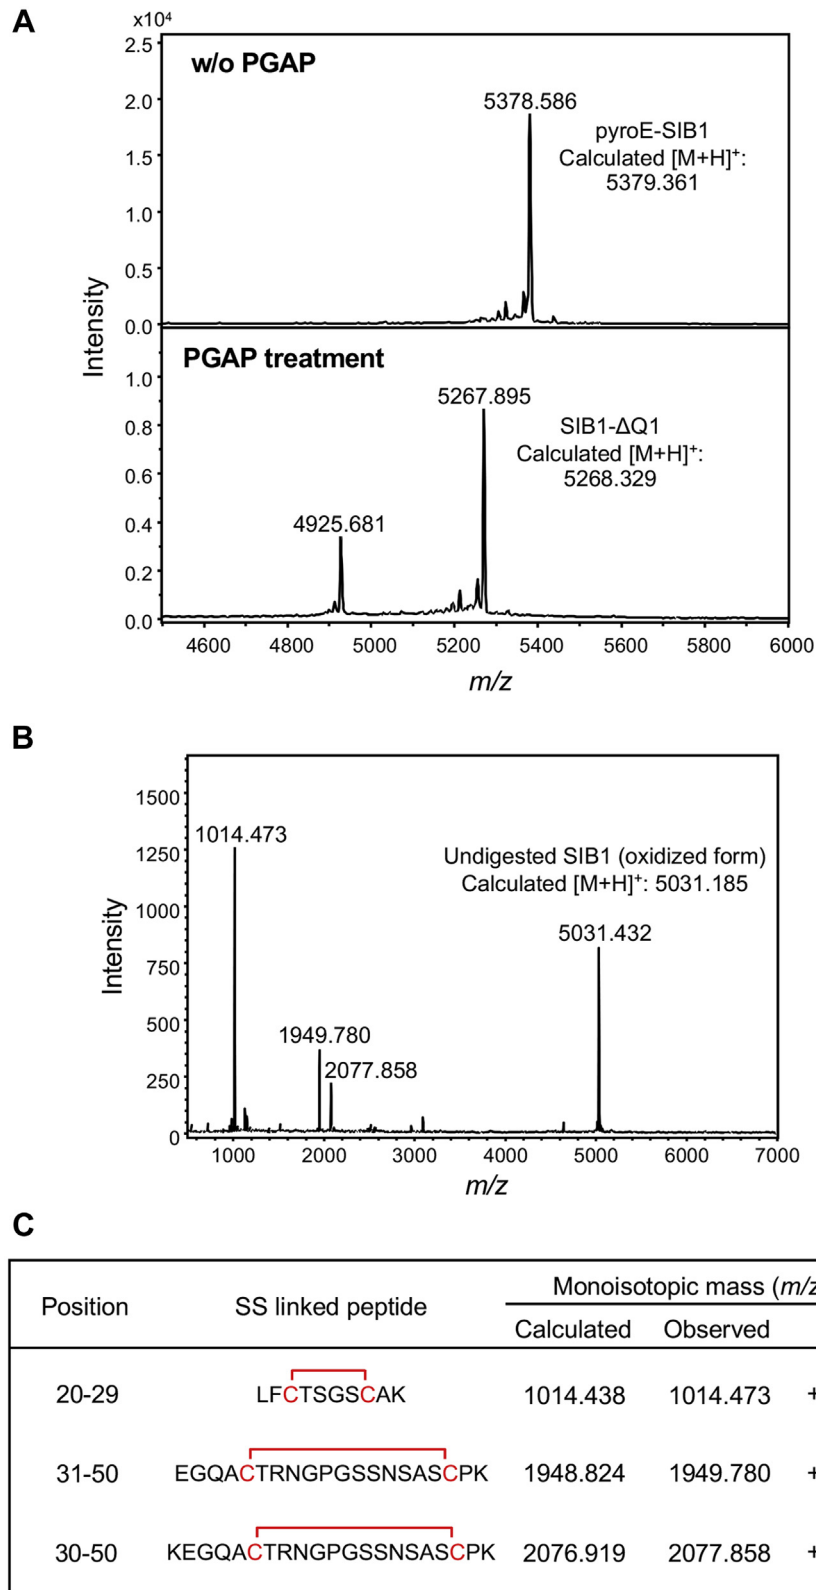 A
x10⁴
w/o PGAP
2.5
2.0
1.5
1.0
0.5
0.0
5378.586
pyroE-SIB1
Calculated [M+H]⁺:
5379.361
Intensity
PGAP treatment
1.0
0.8
0.6
0.4
0.2
0.0
5267.895
SIB1-ΔQ1
Calculated [M+H]⁺:
5268.329
4925.681
4600 4800 5000 5200 5400 5600 5800 6000
m/z
B
1500
1250
1000
750
500
250
0
Intensity
1014.473
Undigested SIB1 (oxidized form)
Calculated [M+H]⁺: 5031.185
5031.432
1949.780
2077.858
1000 2000 3000 4000 5000 6000 7000
m/z
C
Position SS linked peptide Monoisotopic mass (m/z
Calculated Observed
20-29 LFCTSGSCAK 1014.438 1014.473 +
31-50 EGQACTRNGPGSSNSASCPK 1948.824 1949.780 +
30-50 KEGQACTRNGPGSSNSASCPK 2076.919 2077.858 +